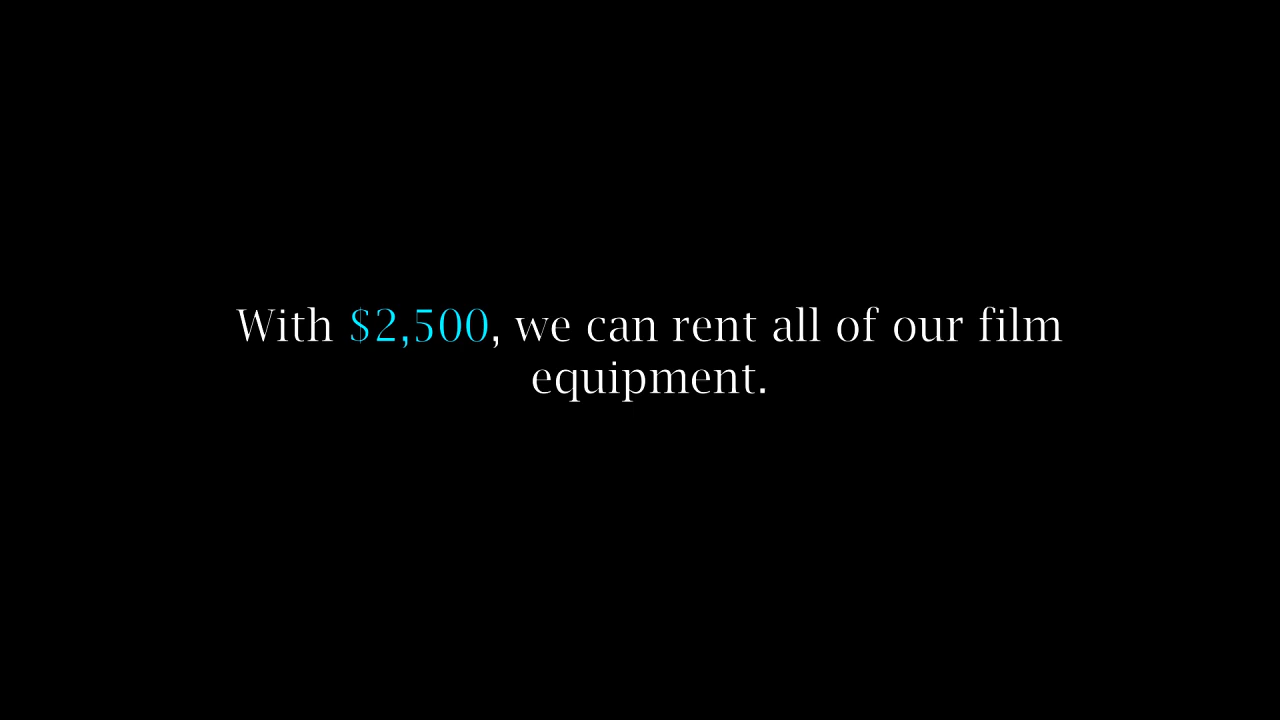 With $2,500, we can rent all of our film
equipment.